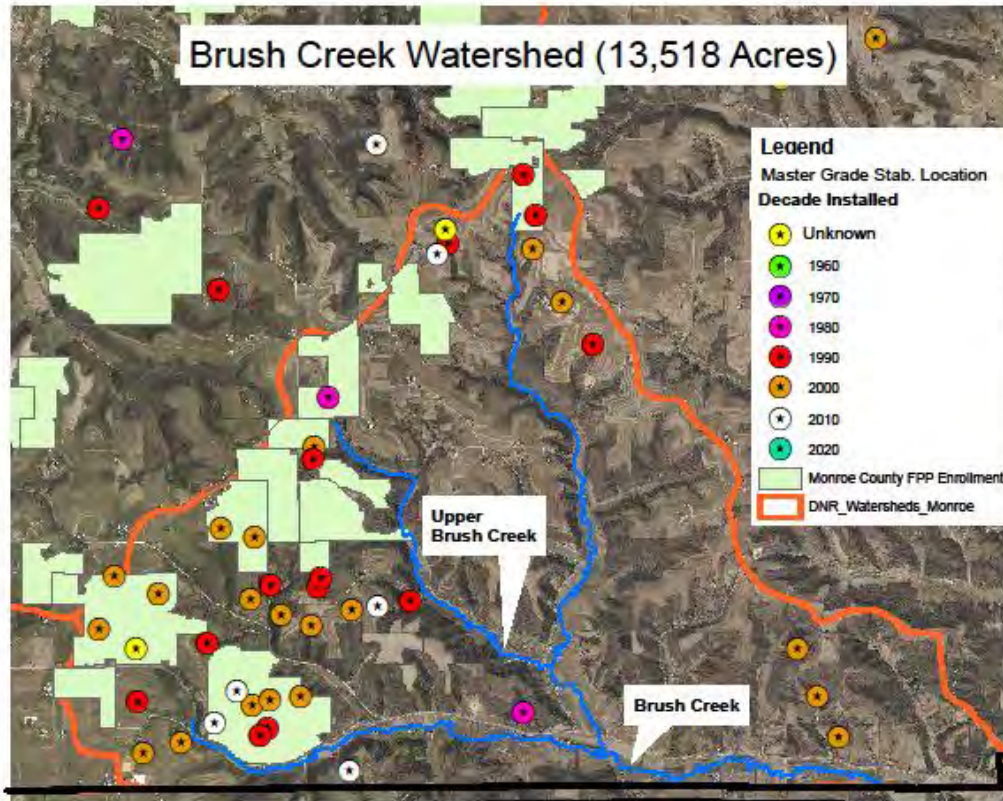 Brush Creek Watershed (13,518 Acres)
Legend
Master Grade Stab. Location
Decade Installed
Unknown
1960
1970
1980
1990
2000
2010
2020
Monroe County FPP Enrollment
DNR_Watersheds_Monroe
Upper
Brush Creek
Brush Creek